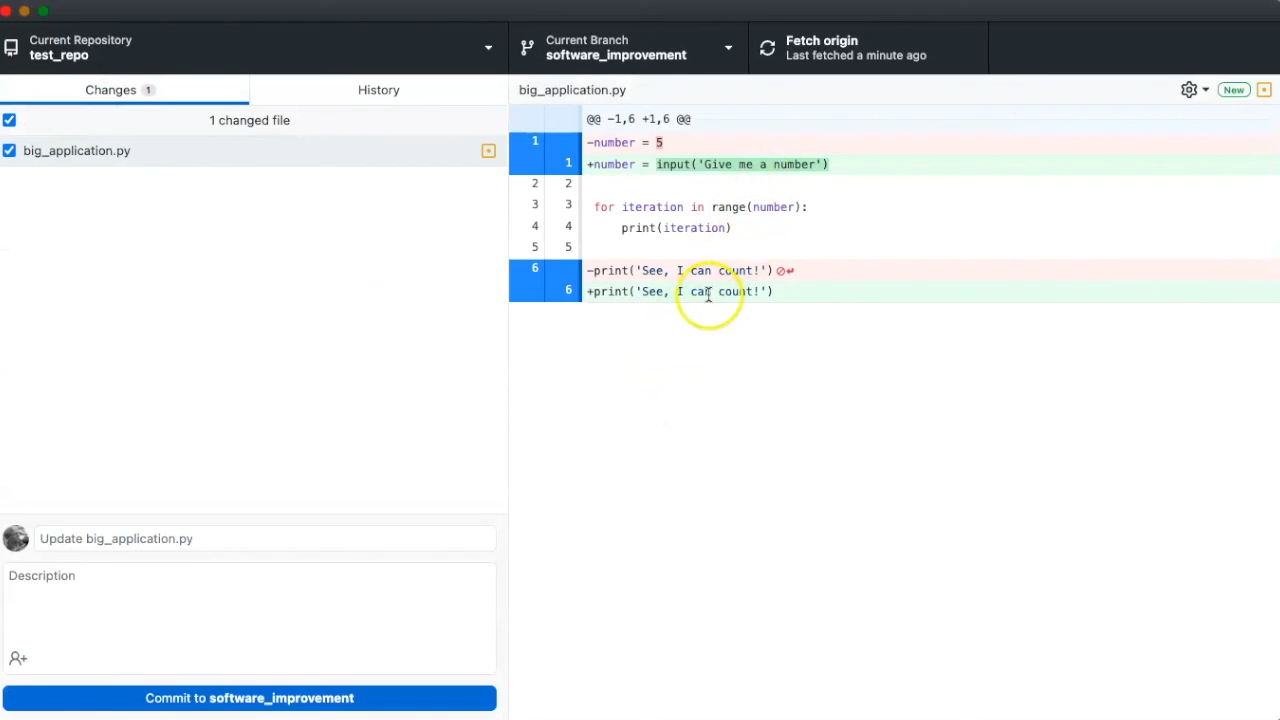 Current Repository
test_repo
Current Branch
software_improvement
Fetch origin
Last fetched a minute ago
Changes 1
History
1 changed file
big_application.py
Update big_application.py
Description
Commit to software_improvement
big_application.py
New
@@ -1,6 +1,6 @@
1 -number = 5
1 +number = input('Give me a number')
2 2
3 3 for iteration in range(number):
4 4     print(iteration)
5 5
6 -print('See, I can count!')
6 +print('See, I can count!')